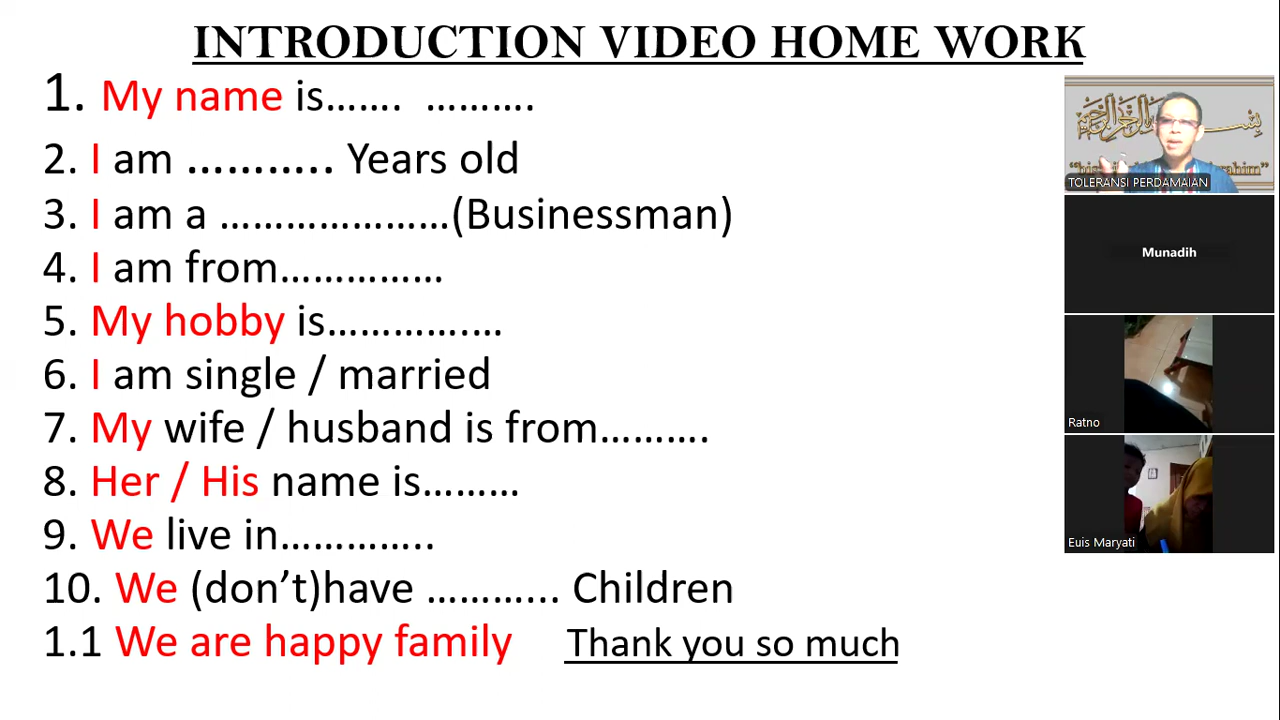 INTRODUCTION VIDEO HOME WORK
1. My name is……. ……….
2. I am ……….. Years old
3. I am a …………………(Businessman)
4. I am from……………
5. My hobby is………….…
6. I am single / married
7. My wife / husband is from……….
8. Her / His name is………
9. We live in…………..
10. We (don’t)have ………... Children
1.1 We are happy family Thank you so much
TOLERANSI PERDAMAIAN
Munadih
Ratno
Euis Maryati